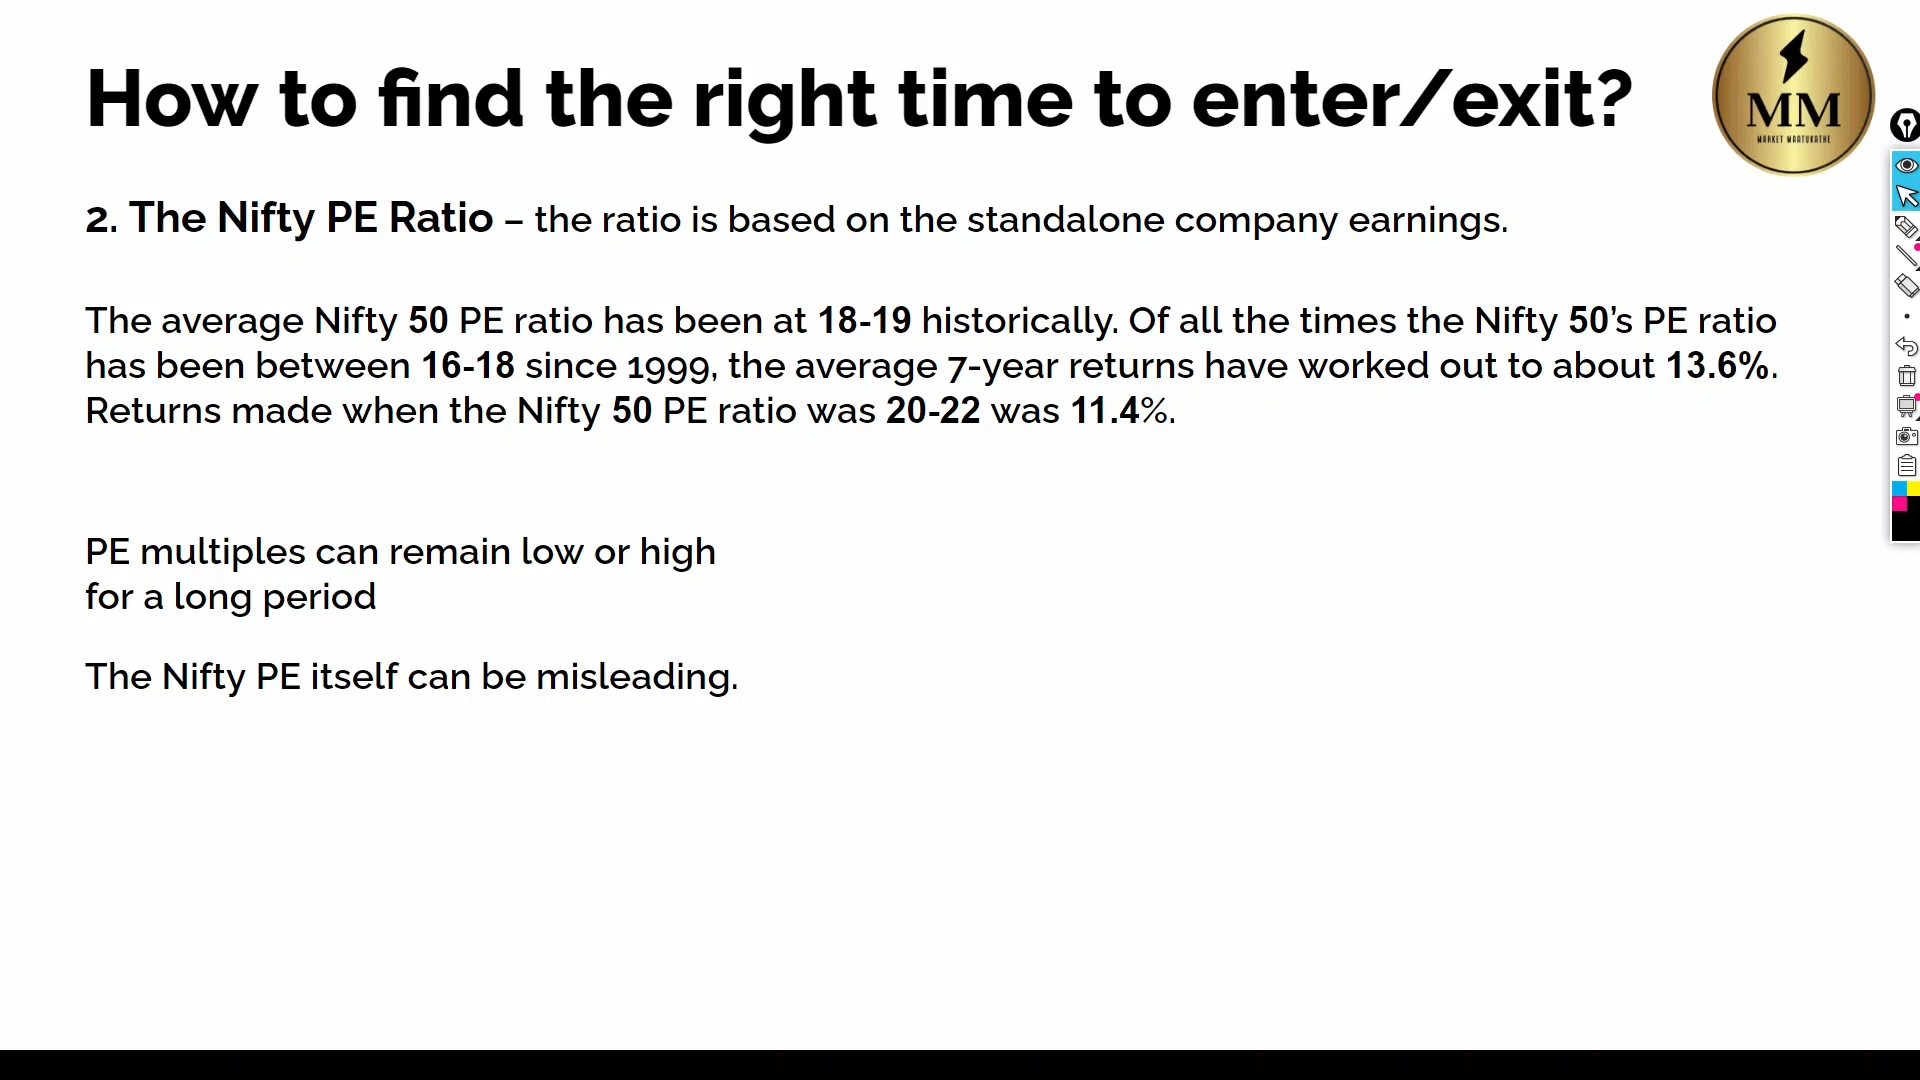 How to find the right time to enter/exit?
MM
MARKET MAATUKATHE
2. The Nifty PE Ratio – the ratio is based on the standalone company earnings.
The average Nifty 50 PE ratio has been at 18-19 historically. Of all the times the Nifty 50’s PE ratio
has been between 16-18 since 1999, the average 7-year returns have worked out to about 13.6%.
Returns made when the Nifty 50 PE ratio was 20-22 was 11.4%.
PE multiples can remain low or high
for a long period
The Nifty PE itself can be misleading.